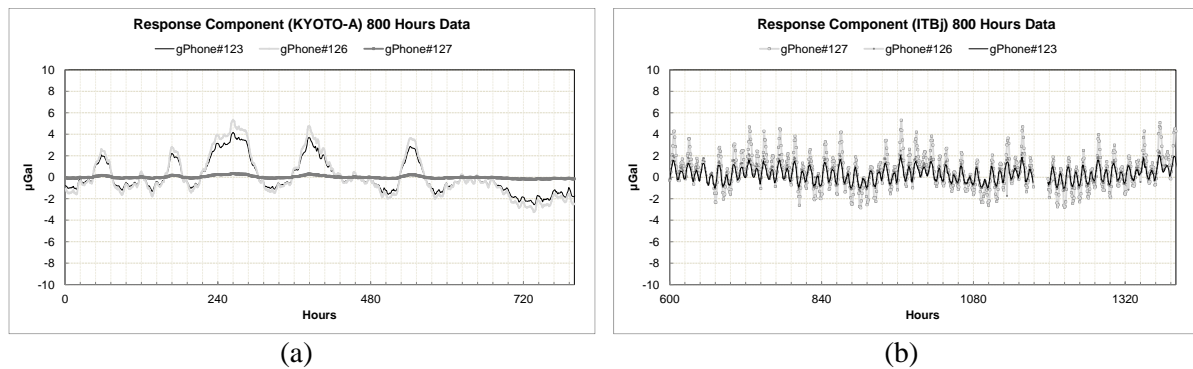 Response Component (KYOTO-A) 800 Hours Data
gPhone#123 gPhone#126 gPhone#127
10
8
6
4
2
0
-2
-4
-6
-8
-10
µGal
0 240 480 720
Hours
(a)
Response Component (ITBj) 800 Hours Data
gPhone#127 gPhone#126 gPhone#123
10
8
6
4
2
0
-2
-4
-6
-8
-10
µGal
600 840 1080 1320
Hours
(b)